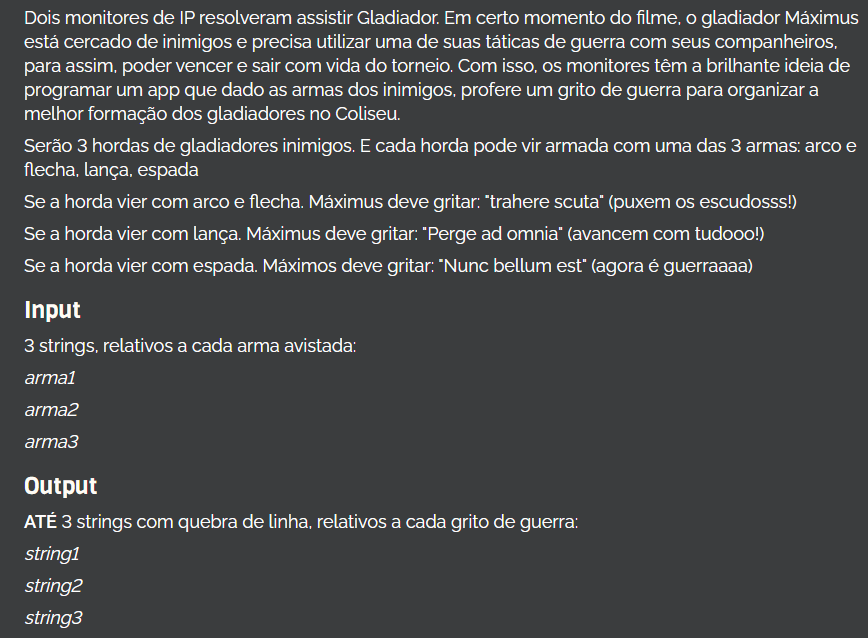 Dois monitores de IP resolveram assistir Gladiador. Em certo momento do filme, o gladiador Máximus
está cercado de inimigos e precisa utilizar uma de suas táticas de guerra com seus companheiros,
para assim, poder vencer e sair com vida do torneio. Com isso, os monitores têm a brilhante ideia de
programar um app que dado as armas dos inimigos, profere um grito de guerra para organizar a
melhor formação dos gladiadores no Coliseu.
Serão 3 hordas de gladiadores inimigos. E cada horda pode vir armada com uma das 3 armas: arco e
flecha, lança, espada
Se a horda vier com arco e flecha. Máximus deve gritar: "trahere scuta" (puxem os escudosss!)
Se a horda vier com lança. Máximus deve gritar: "Perge ad omnia" (avancem com tudooo!)
Se a horda vier com espada. Máximos deve gritar: "Nunc bellum est" (agora é guerraaaa)
Input
3 strings, relativos a cada arma avistada:
arma1
arma2
arma3
Output
ATÉ 3 strings com quebra de linha, relativos a cada grito de guerra:
string1
string2
string3